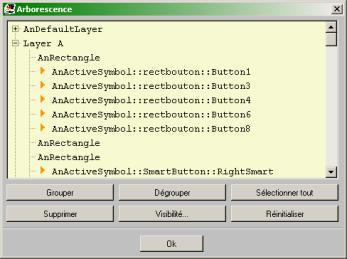 Arborescence
AnDefaultLayer
Layer A
AnRectangle
AnActiveSymbol::rectbouton::Button1
AnActiveSymbol::rectbouton::Button3
AnActiveSymbol::rectbouton::Button4
AnActiveSymbol::rectbouton::Button6
AnActiveSymbol::rectbouton::Button8
AnRectangle
AnRectangle
AnActiveSymbol::SmartButton::RightSmart
Grouper Dégrouper Sélectionner tout
Supprimer Visibilité... Réinitialiser
Ok